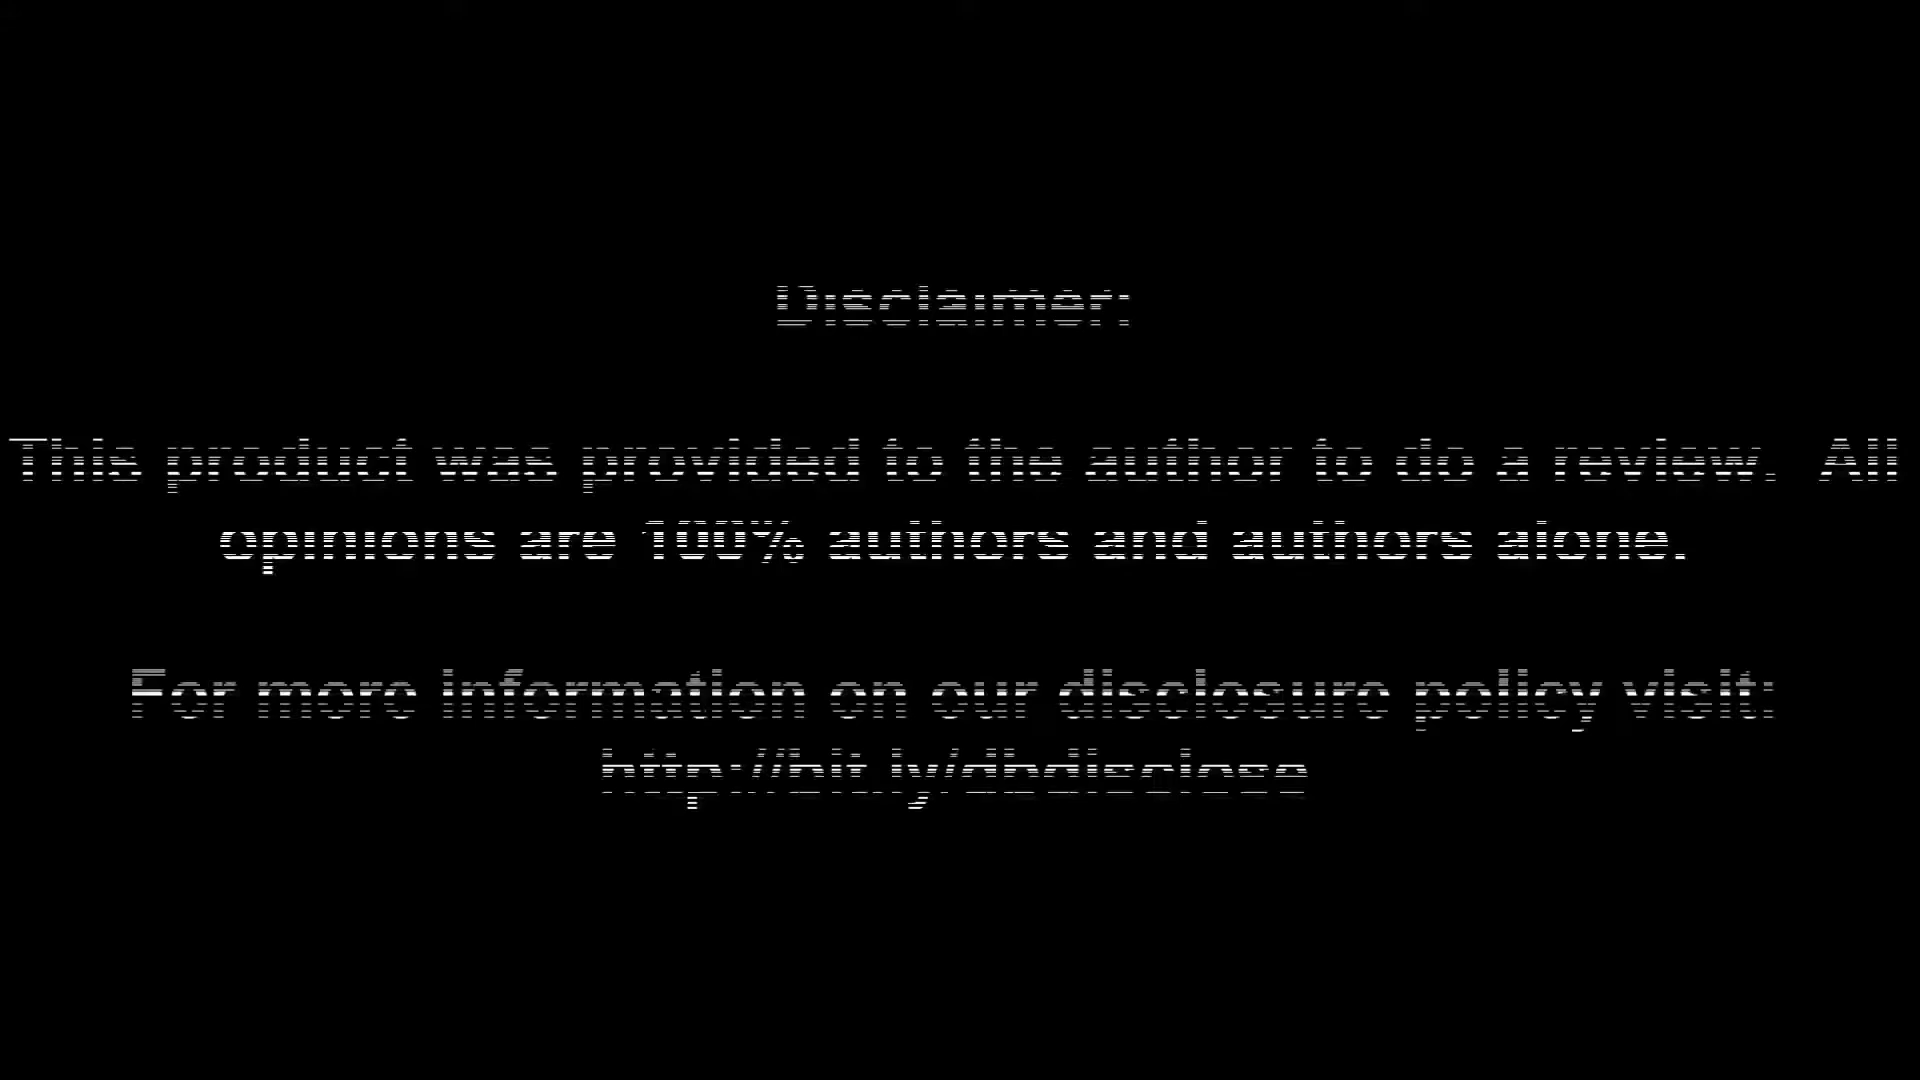 Disclaimer:
This product was provided to the author to do a review.  All
opinions are 100% authors and authors alone.
For more information on our disclosure policy visit:
http://bit.ly/dbdisclose